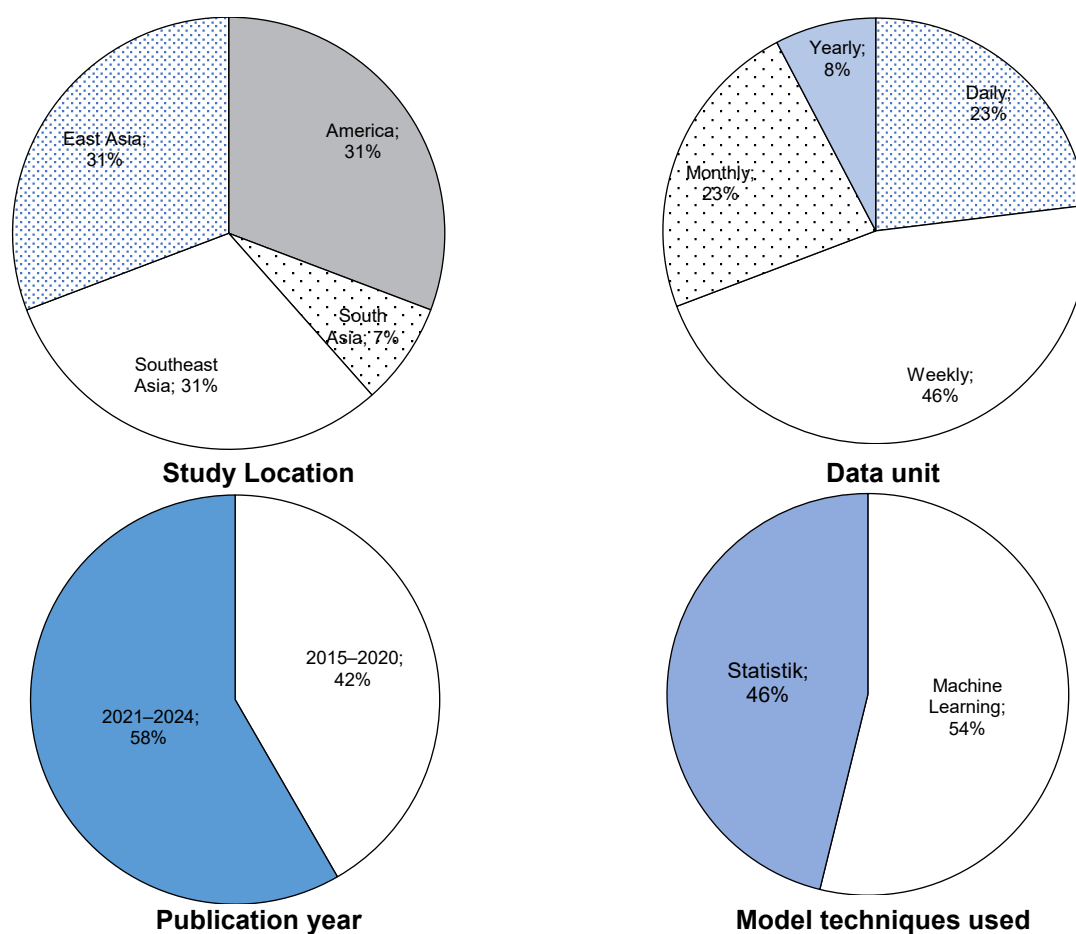 East Asia;
31%
America;
31%
South
Asia; 7%
Southeast
Asia; 31%
Study Location
Yearly;
8%
Daily;
23%
Monthly;
23%
Weekly;
46%
Data unit
2015–2020;
42%
2021–2024;
58%
Publication year
Statistik;
46%
Machine
Learning;
54%
Model techniques used